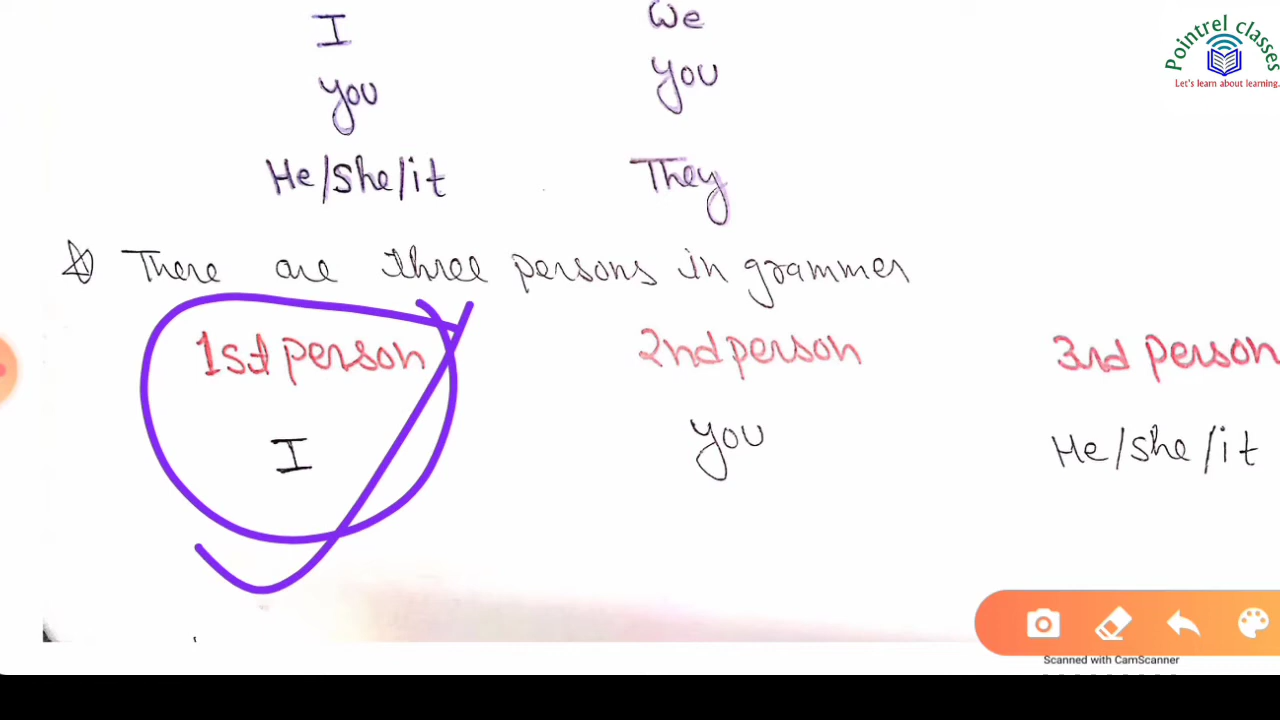 I We
you you
He/She/it They
There are three persons in grammer
1st person 2nd person 3rd person
I you He/She/it
Pointrel classes
Let's learn about learning.
Scanned with CamScanner